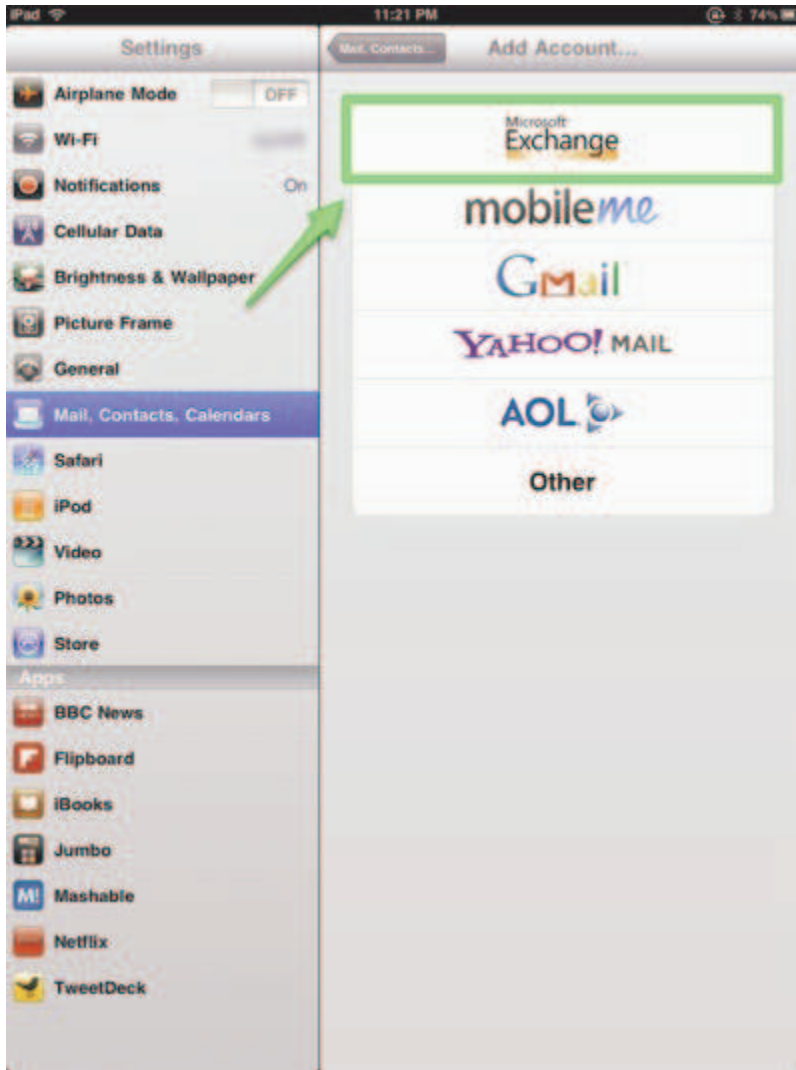 iPad 11:21 PM 74%
Settings
Mail, Contacts...
Add Account...
Airplane Mode OFF
Wi-Fi
Notifications On
Cellular Data
Brightness & Wallpaper
Picture Frame
General
Mail, Contacts, Calendars
Safari
iPod
Video
Photos
Store
Apps
BBC News
Flipboard
iBooks
Jumbo
M! Mashable
Netflix
TweetDeck
Microsoft
Exchange
mobileme
GMail
YAHOO! MAIL
AOL
Other